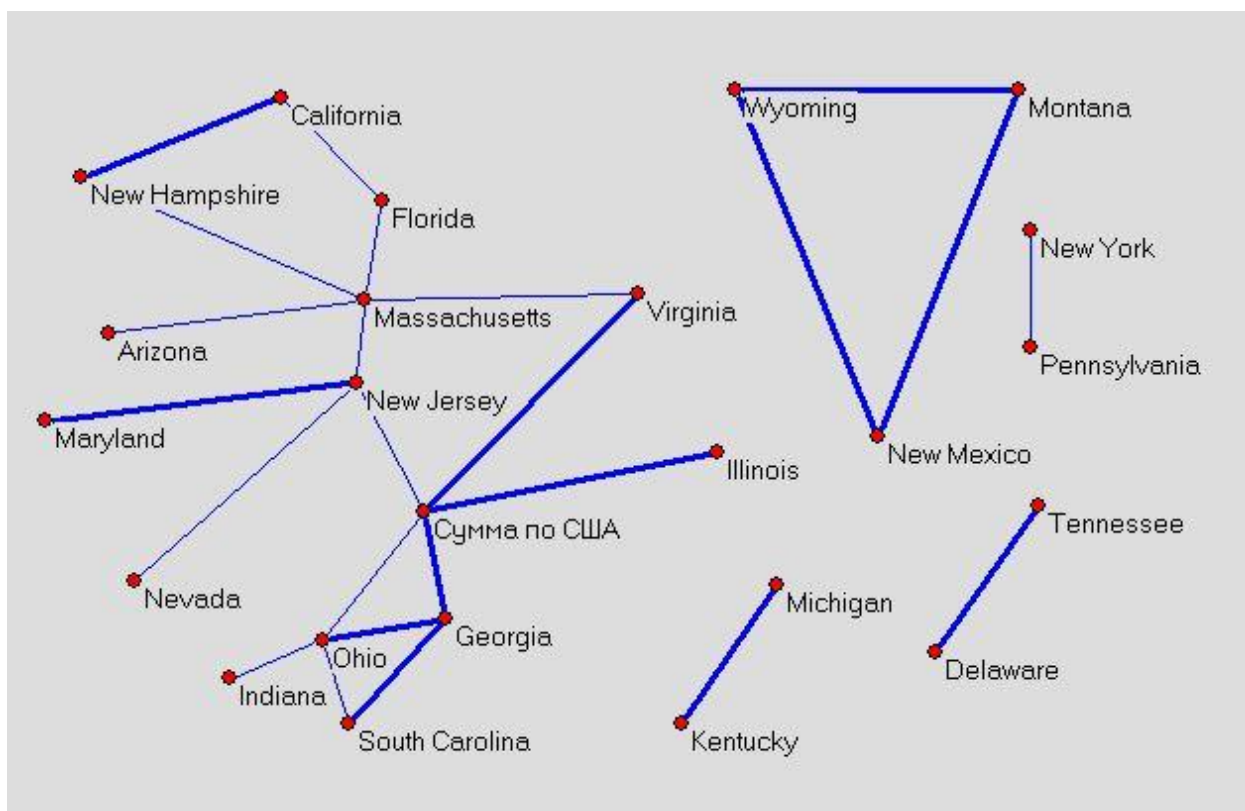 California
Wyoming
Montana
New Hampshire
Florida
New York
Massachusetts
Virginia
Arizona
Pennsylvania
New Jersey
Maryland
New Mexico
Illinois
Сумма по США
Tennessee
Nevada
Michigan
Georgia
Ohio
Delaware
Indiana
South Carolina
Kentucky